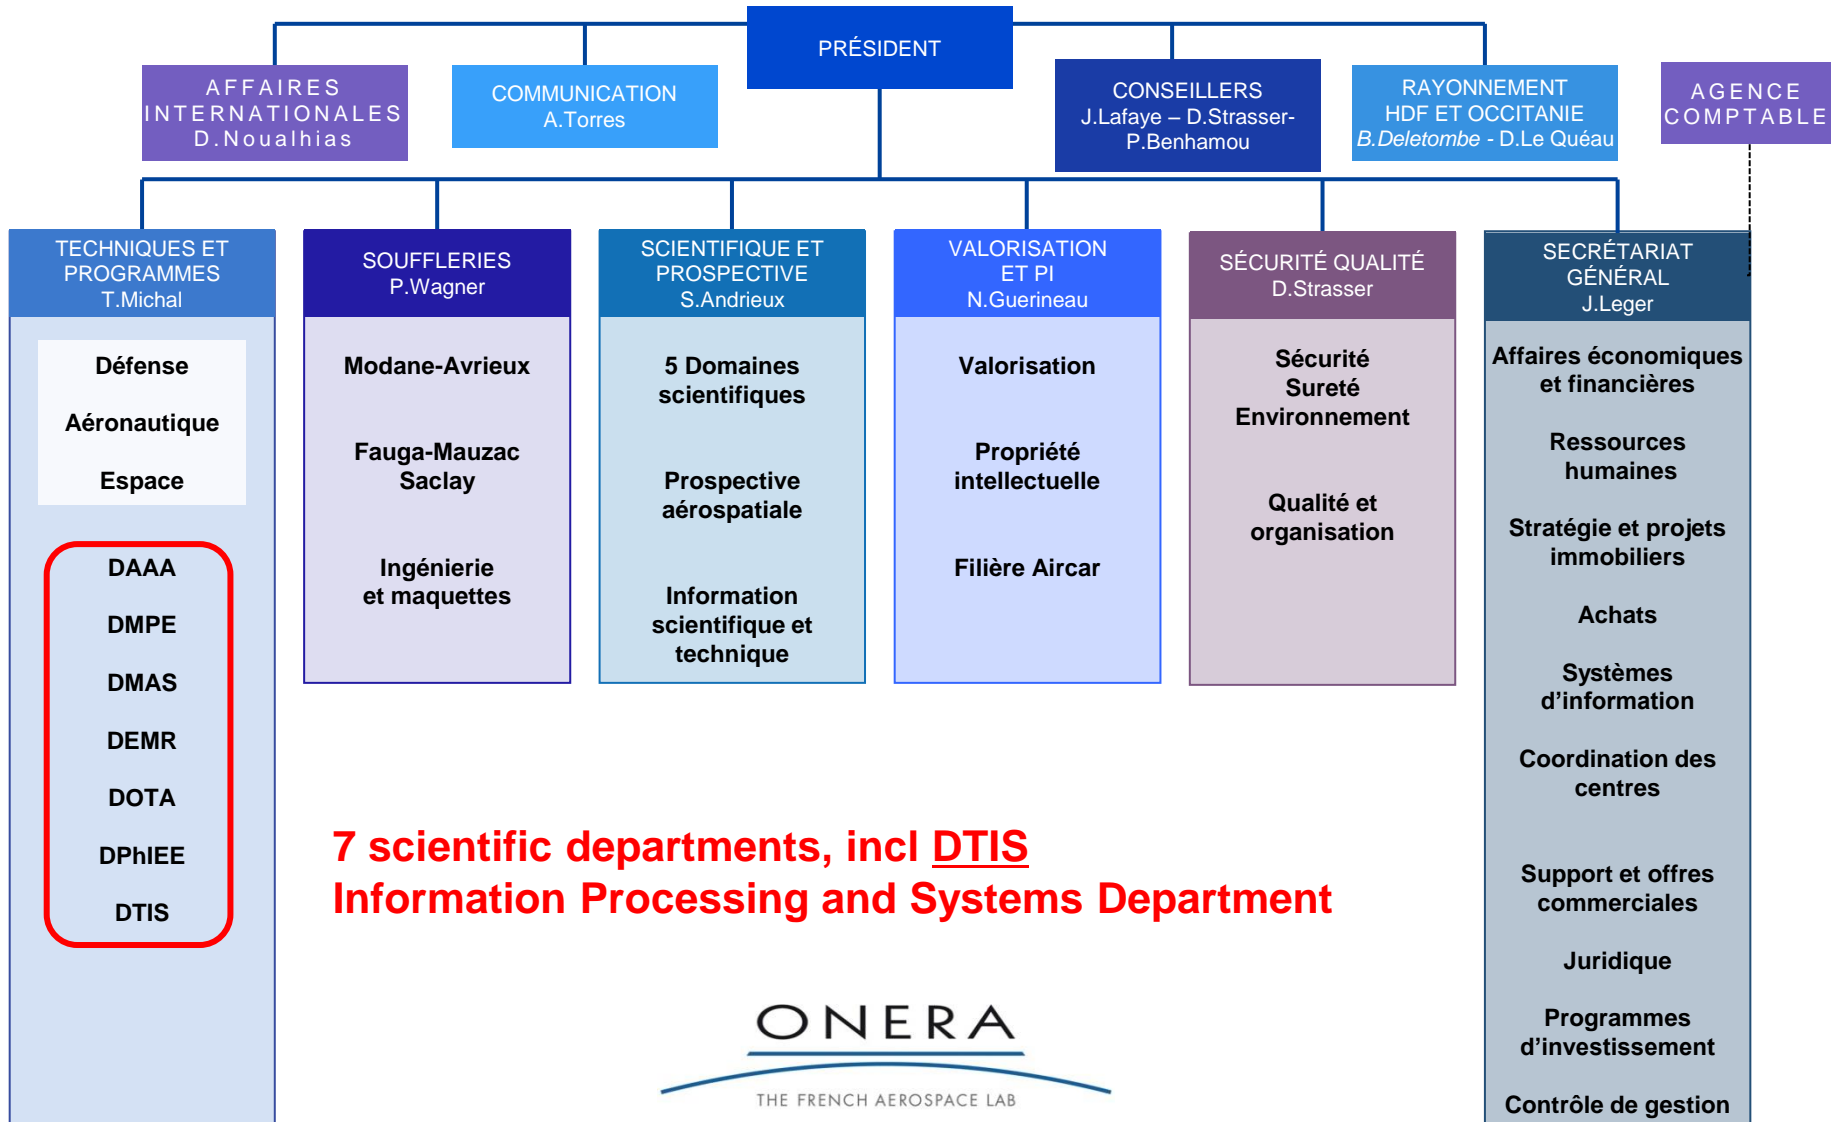 PRÉSIDENT
AFFAIRES
INTERNATIONALES
D.Noualhias
COMMUNICATION
A.Torres
CONSEILLERS
J.Lafaye – D.Strasser-
P.Benhamou
RAYONNEMENT
HDF ET OCCITANIE
B.Deletombe - D.Le Quéau
AGENCE
COMPTABLE
TECHNIQUES ET
PROGRAMMES
T.Michal
Défense
Aéronautique
Espace
DAAA
DMPE
DMAS
DEMR
DOTA
DPhIEE
DTIS
SOUFFLERIES
P.Wagner
Modane-Avrieux
Fauga-Mauzac
Saclay
Ingénierie
et maquettes
SCIENTIFIQUE ET
PROSPECTIVE
S.Andrieux
5 Domaines
scientifiques
Prospective
aérospatiale
Information
scientifique et
technique
VALORISATION
ET PI
N.Guerineau
Valorisation
Propriété
intellectuelle
Filière Aircar
SÉCURITÉ QUALITÉ
D.Strasser
Sécurité
Sureté
Environnement
Qualité et
organisation
SECRÉTARIAT
GÉNÉRAL
J.Leger
Affaires économiques
et financières
Ressources
humaines
Stratégie et projets
immobiliers
Achats
Systèmes
d’information
Coordination des
centres
Support et offres
commerciales
Juridique
Programmes
d’investissement
Contrôle de gestion
7 scientific departments, incl DTIS
Information Processing and Systems Department
ONERA
THE FRENCH AEROSPACE LAB